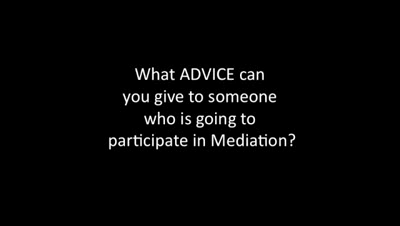 What ADVICE can
you give to someone
who is going to
participate in Mediation?